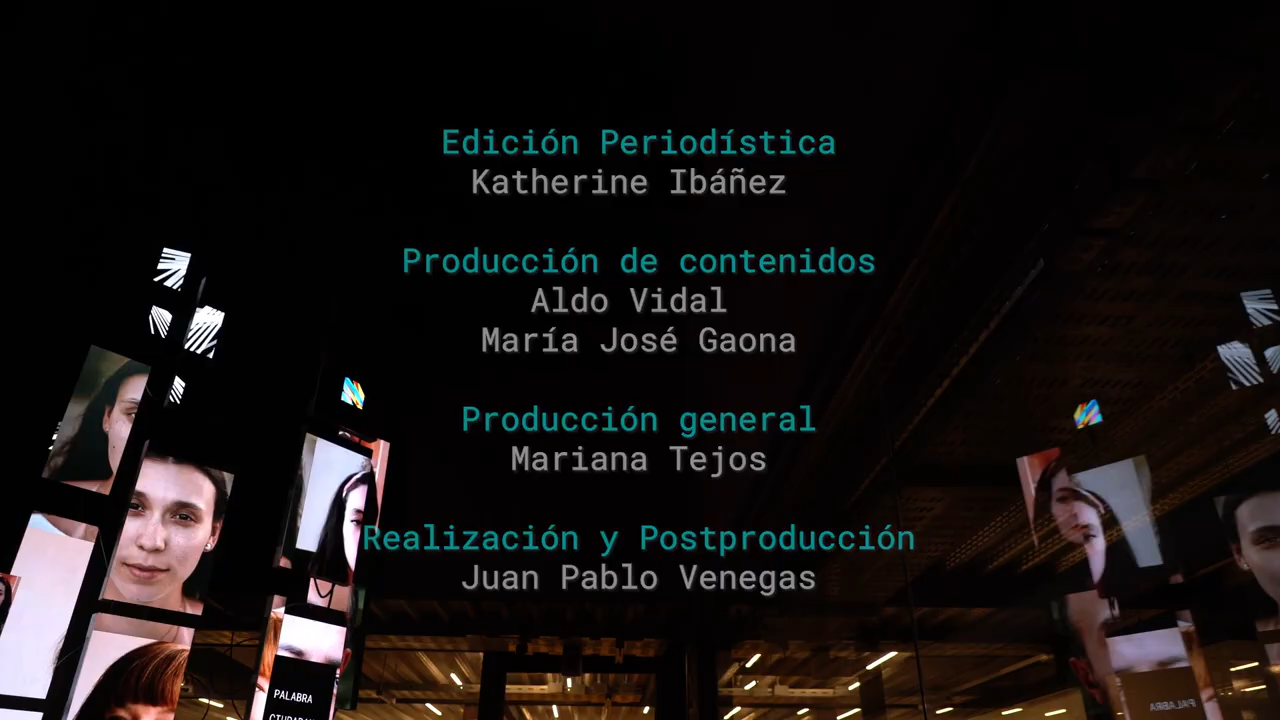 Edición Periodística
Katherine Ibáñez
Producción de contenidos
Aldo Vidal
María José Gaona
Producción general
Mariana Tejos
Realización y Postproducción
Juan Pablo Venegas
PALABRA